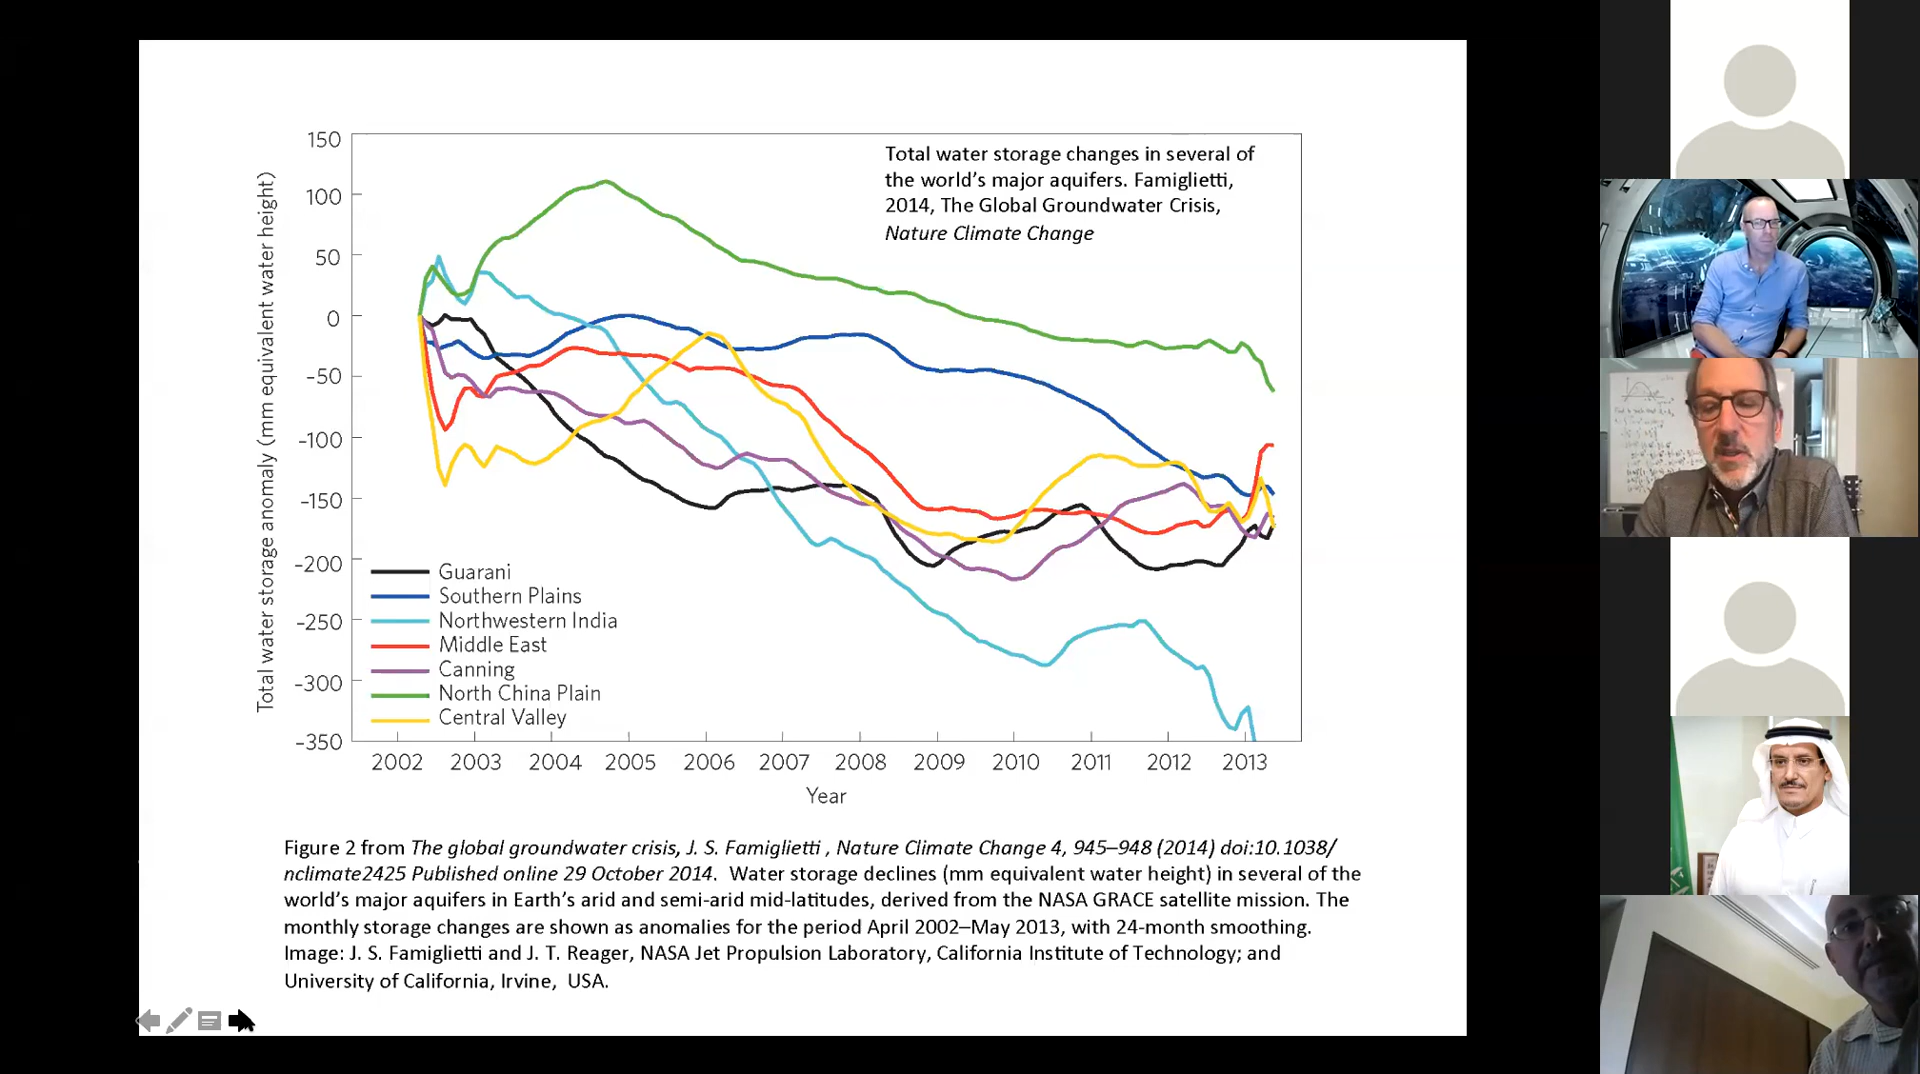 150
100
50
0
-50
-100
-150
-200
-250
-300
-350
Total water storage anomaly (mm equivalent water height)
Total water storage changes in several of
the world's major aquifers. Famiglietti,
2014, The Global Groundwater Crisis,
Nature Climate Change
Guarani
Southern Plains
Northwestern India
Middle East
Canning
North China Plain
Central Valley
2002 2003 2004 2005 2006 2007 2008 2009 2010 2011 2012 2013
Year
Figure 2 from The global groundwater crisis, J. S. Famiglietti , Nature Climate Change 4, 945–948 (2014) doi:10.1038/
nclimate2425 Published online 29 October 2014. Water storage declines (mm equivalent water height) in several of the
world's major aquifers in Earth's arid and semi-arid mid-latitudes, derived from the NASA GRACE satellite mission. The
monthly storage changes are shown as anomalies for the period April 2002–May 2013, with 24-month smoothing.
Image: J. S. Famiglietti and J. T. Reager, NASA Jet Propulsion Laboratory, California Institute of Technology; and
University of California, Irvine, USA.